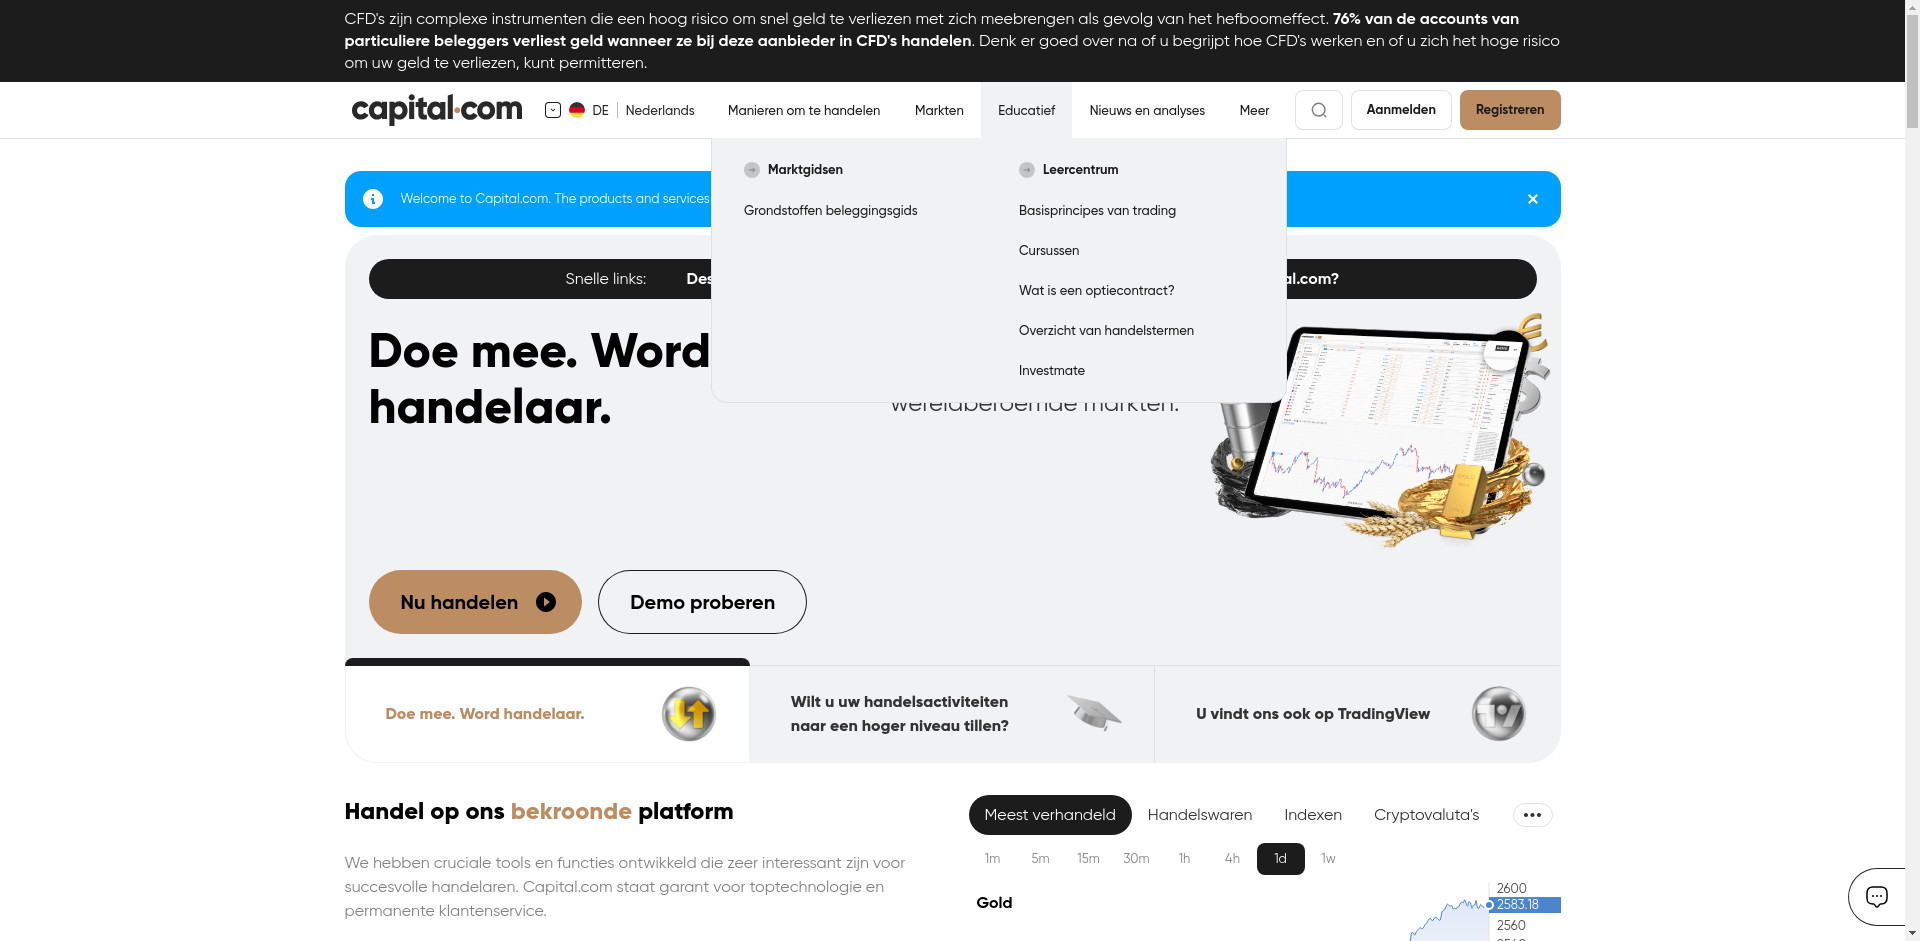 CFD's zijn complexe instrumenten die een hoog risico om snel geld te verliezen met zich meebrengen als gevolg van het hefboomeffect. 76% van de accounts van
particuliere beleggers verliest geld wanneer ze bij deze aanbieder in CFD's handelen. Denk er goed over na of u begrijpt hoe CFD's werken en of u zich het hoge risico
om uw geld te verliezen, kunt permitteren.
capital.com DE Nederlands Manieren om te handelen Markten Educatief Nieuws en analyses Meer Aanmelden Registreren
Marktgidsen
Grondstoffen beleggingsgids
Leercentrum
Basisprincipes van trading
Cursussen
Wat is een optiecontract?
Overzicht van handelstermen
Investmate
Welcome to Capital.com. The products and services
Snelle links:
Doe mee. Word
handelaar.
wereldberoemde markten.
Nu handelen
Demo proberen
Doe mee. Word handelaar.
Wilt u uw handelsactiviteiten
naar een hoger niveau tillen?
U vindt ons ook op TradingView
Handel op ons bekroonde platform
We hebben cruciale tools en functies ontwikkeld die zeer interessant zijn voor
succesvolle handelaren. Capital.com staat garant voor toptechnologie en
permanente klantenservice.
Meest verhandeld Handelswaren Indexen Cryptovaluta's
1m 5m 15m 30m 1h 4h 1d 1w
Gold
2600
2583.18
2560